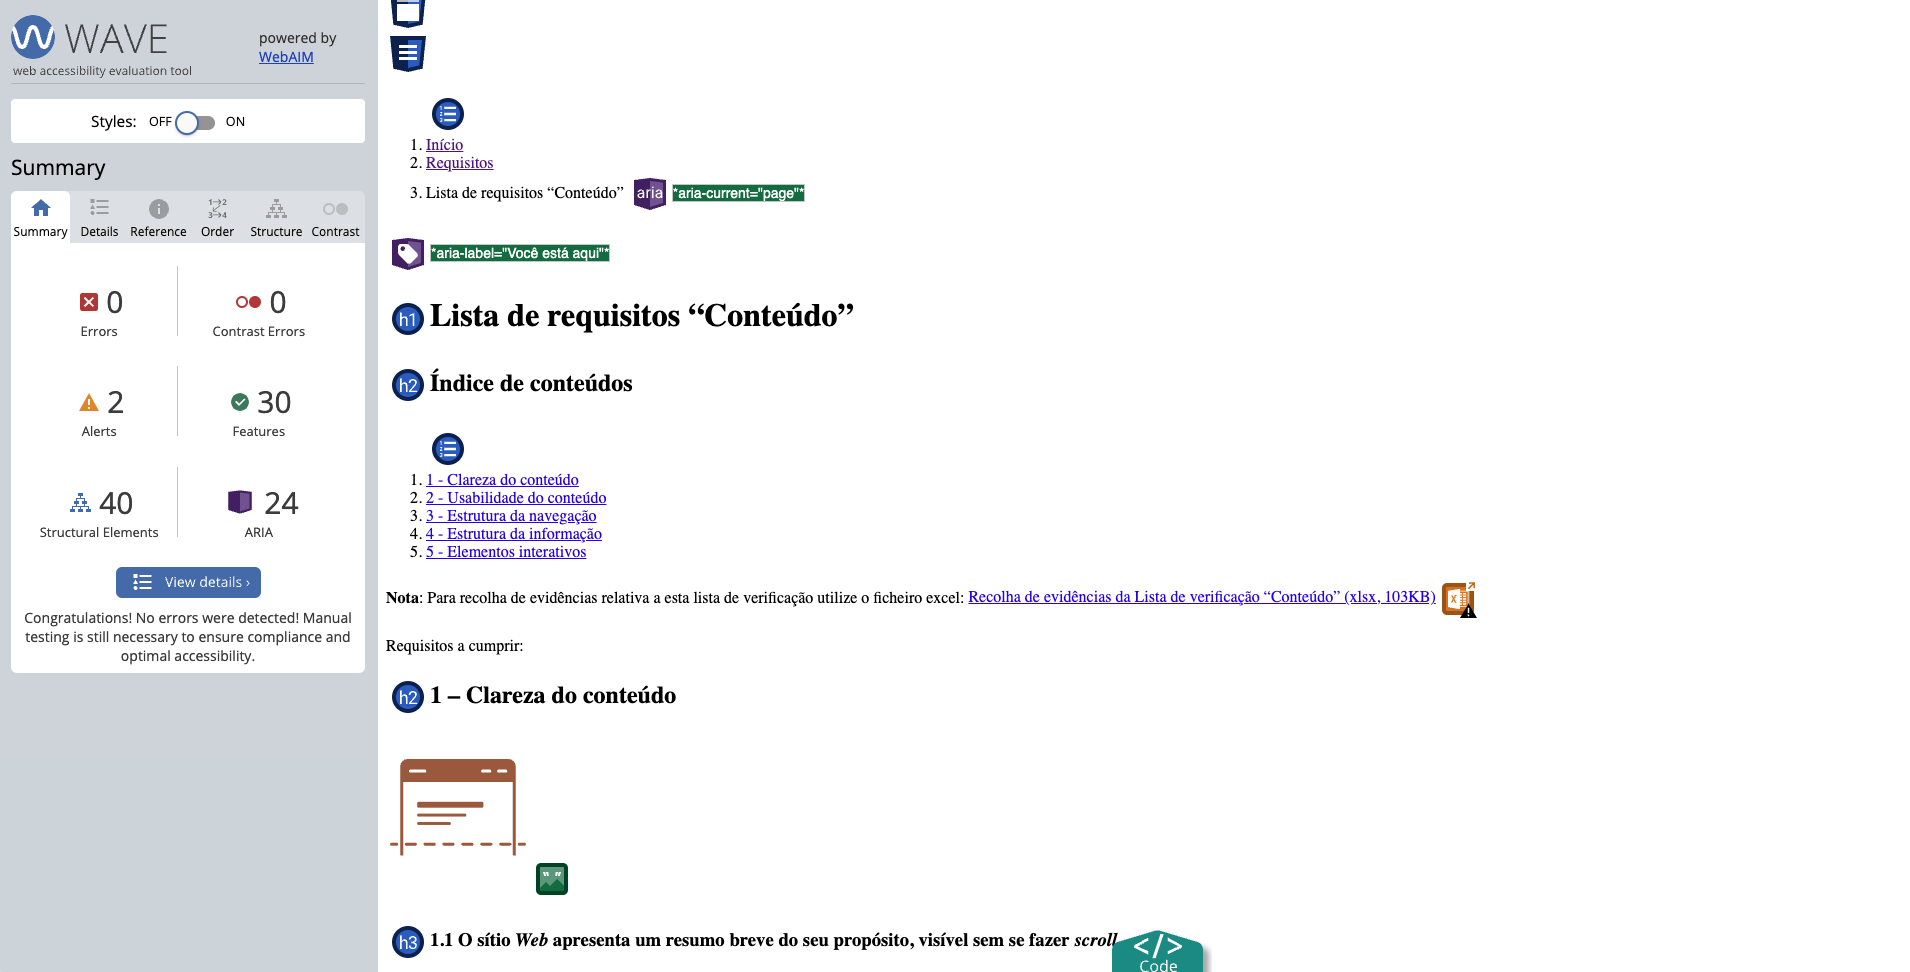 WAVE
powered by
WebAIM
web accessibility evaluation tool
Styles: OFF ON
Summary
Summary Details Reference Order Structure Contrast
0
Errors
0
Contrast Errors
2
Alerts
30
Features
40
Structural Elements
24
ARIA
View details ›
Congratulations! No errors were detected! Manual
testing is still necessary to ensure compliance and
optimal accessibility.
1. Início
2. Requisitos
3. Lista de requisitos “Conteúdo” aria *aria-current="page"*
*aria-label="Você está aqui"*
h1 Lista de requisitos “Conteúdo”
h2 Índice de conteúdos
1. 1 - Clareza do conteúdo
2. 2 - Usabilidade do conteúdo
3. 3 - Estrutura da navegação
4. 4 - Estrutura da informação
5. 5 - Elementos interativos
Nota: Para recolha de evidências relativa a esta lista de verificação utilize o ficheiro excel: Recolha de evidências da Lista de verificação “Conteúdo” (xlsx, 103KB)
Requisitos a cumprir:
h2 1 – Clareza do conteúdo
h3 1.1 O sítio Web apresenta um resumo breve do seu propósito, visível sem se fazer scroll
</> Code